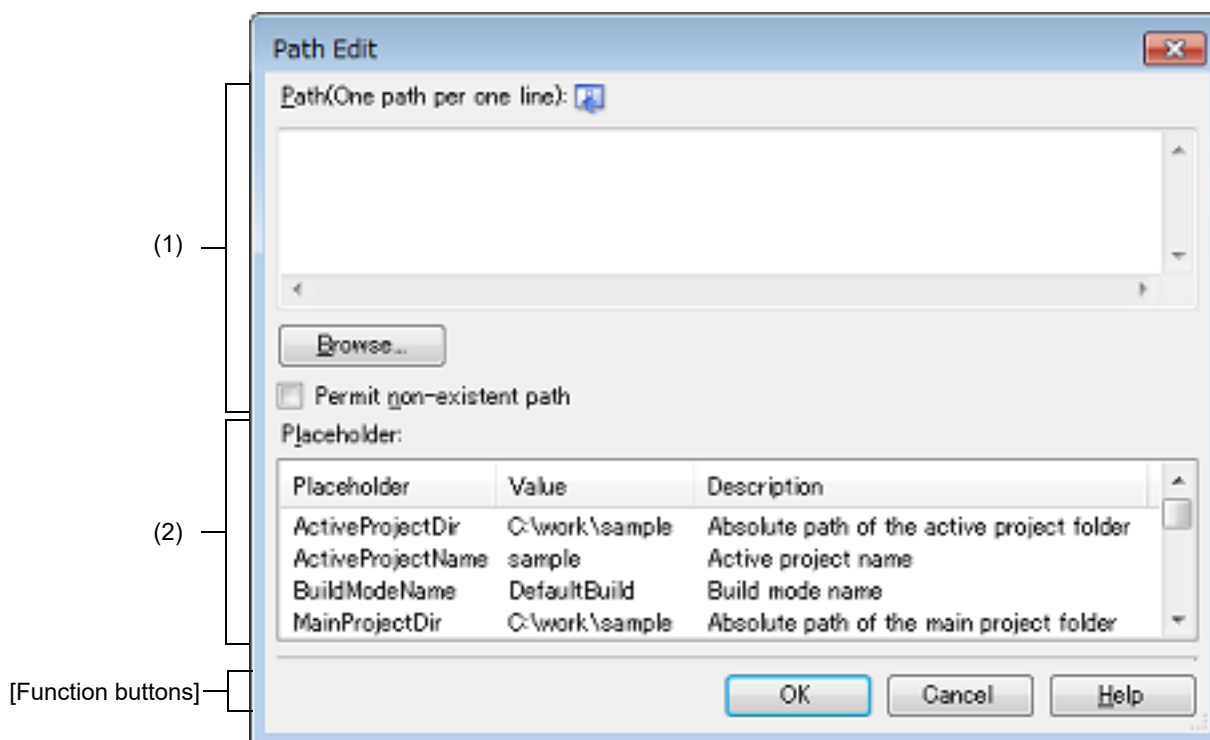 Path Edit
Path(One path per one line):
(1)
Browse...
Permit non-existent path
Placeholder:
Placeholder Value Description
(2)
ActiveProjectDir C:\work\sample Absolute path of the active project folder
ActiveProjectName sample Active project name
BuildModeName DefaultBuild Build mode name
MainProjectDir C:\work\sample Absolute path of the main project folder
[Function buttons]
OK Cancel Help